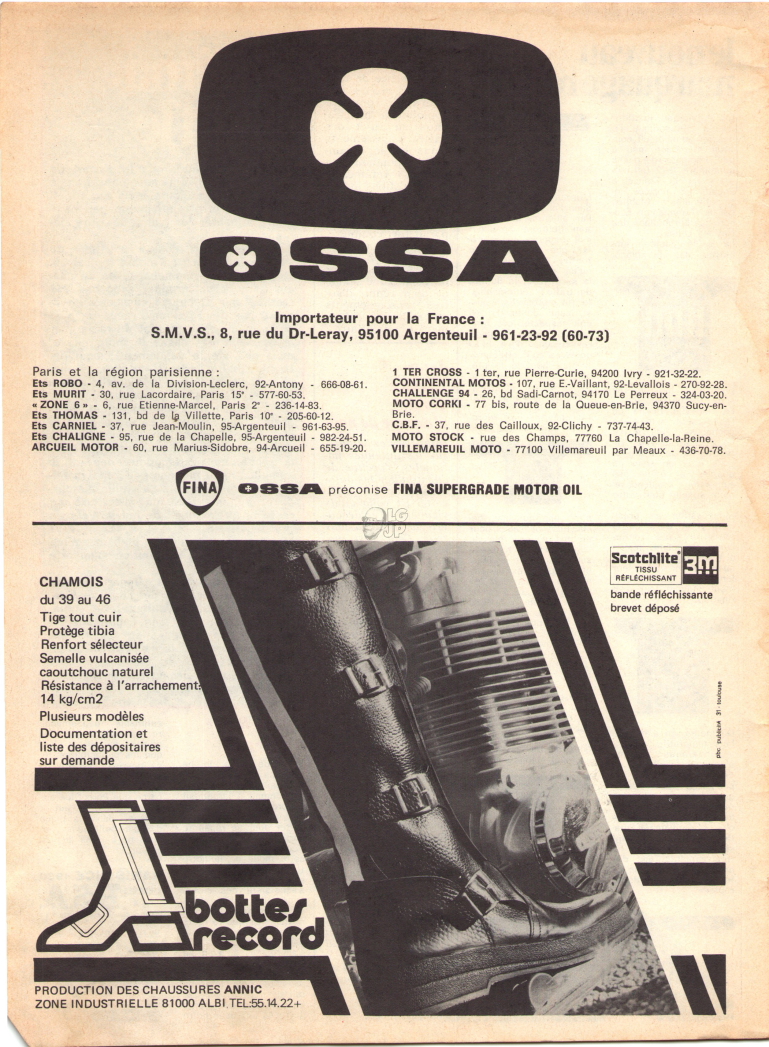 OSSA
Importateur pour la France :
S.M.V.S., 8, rue du Dr-Leray, 95100 Argenteuil - 961-23-92 (60-73)
Paris et la région parisienne :
Ets ROBO - 4, av. de la Division-Leclerc, 92-Antony - 666-08-61.
Ets MURIT - 30, rue Lacordaire, Paris 15e - 577-60-53.
« ZONE 6 » - 6, rue Etienne-Marcel, Paris 2e - 236-14-83.
Ets THOMAS - 131, bd de la Villette, Paris 10e - 205-60-12.
Ets CARNIEL - 37, rue Jean-Moulin, 95-Argenteuil - 961-63-95.
Ets CHALIGNE - 95, rue de la Chapelle, 95-Argenteuil - 982-24-51.
ARCUEIL MOTOR - 60, rue Marius-Sidobre, 94-Arcueil - 655-19-20.
1 TER CROSS - 1 ter, rue Pierre-Curie, 94200 Ivry - 921-32-22.
CONTINENTAL MOTOS - 107, rue E.-Vaillant, 92-Levallois - 270-92-28.
CHALLENGE 94 - 26, bd Sadi-Carnot, 94170 Le Perreux - 324-03-20.
MOTO CORKI - 77 bis, route de la Queue-en-Brie, 94370 Sucy-en-
Brie.
C.B.F. - 37, rue des Cailloux, 92-Clichy - 737-74-43.
MOTO STOCK - rue des Champs, 77760 La Chapelle-la-Reine.
VILLEMAREUIL MOTO - 77100 Villemareuil par Meaux - 436-70-78.
FINA OSSA préconise FINA SUPERGRADE MOTOR OIL
LG
JP
CHAMOIS
du 39 au 46
Tige tout cuir
Protège tibia
Renfort sélecteur
Semelle vulcanisée
caoutchouc naturel
Résistance à l'arrachement:
14 kg/cm2
Plusieurs modèles
Documentation et
liste des dépositaires
sur demande
Scotchlite® 3M
TISSU
RÉFLÉCHISSANT
bande réfléchissante
brevet déposé
phc publicité 31 - toulouse
bottes
record
PRODUCTION DES CHAUSSURES ANNIC
ZONE INDUSTRIELLE 81000 ALBI. TEL:55.14.22+